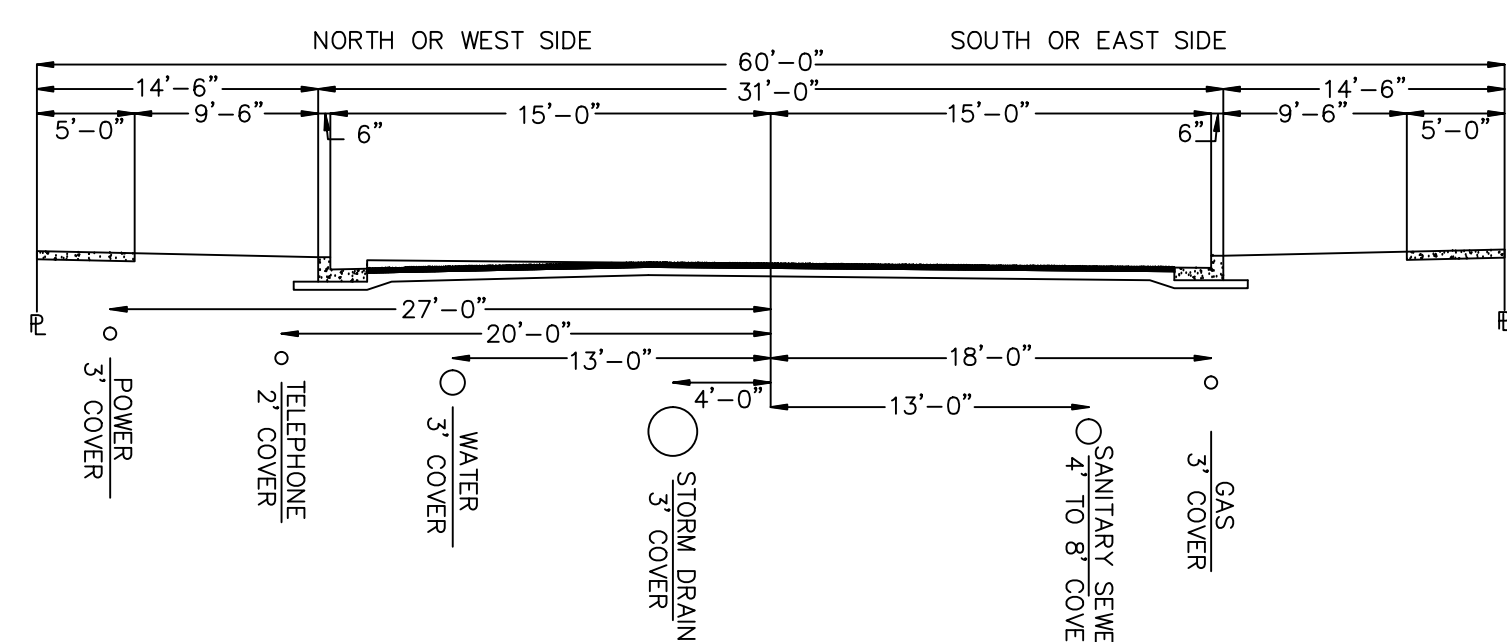 NORTH OR WEST SIDE
SOUTH OR EAST SIDE
60'-0"
14'-6"
31'-0"
14'-6"
5'-0"
9'-6"
6"
15'-0"
15'-0"
6"
9'-6"
5'-0"
PL
PL
27'-0"
20'-0"
13'-0"
18'-0"
4'-0"
13'-0"
POWER
3' COVER
TELEPHONE
2' COVER
WATER
3' COVER
STORM DRAIN
3' COVER
SANITARY SEWE
4' TO 8' COVE
GAS
3' COVER